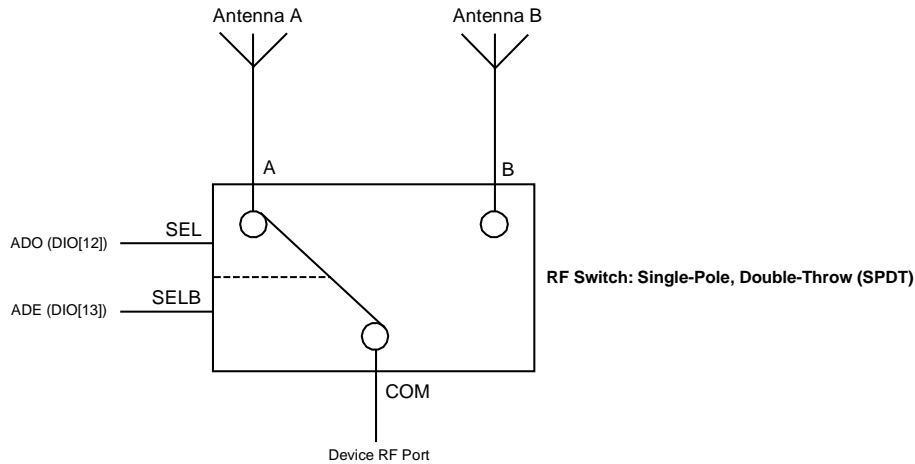 Antenna A
Antenna B
A
B
SEL
ADO (DIO[12])
RF Switch: Single-Pole, Double-Throw (SPDT)
SELB
ADE (DIO[13])
COM
Device RF Port